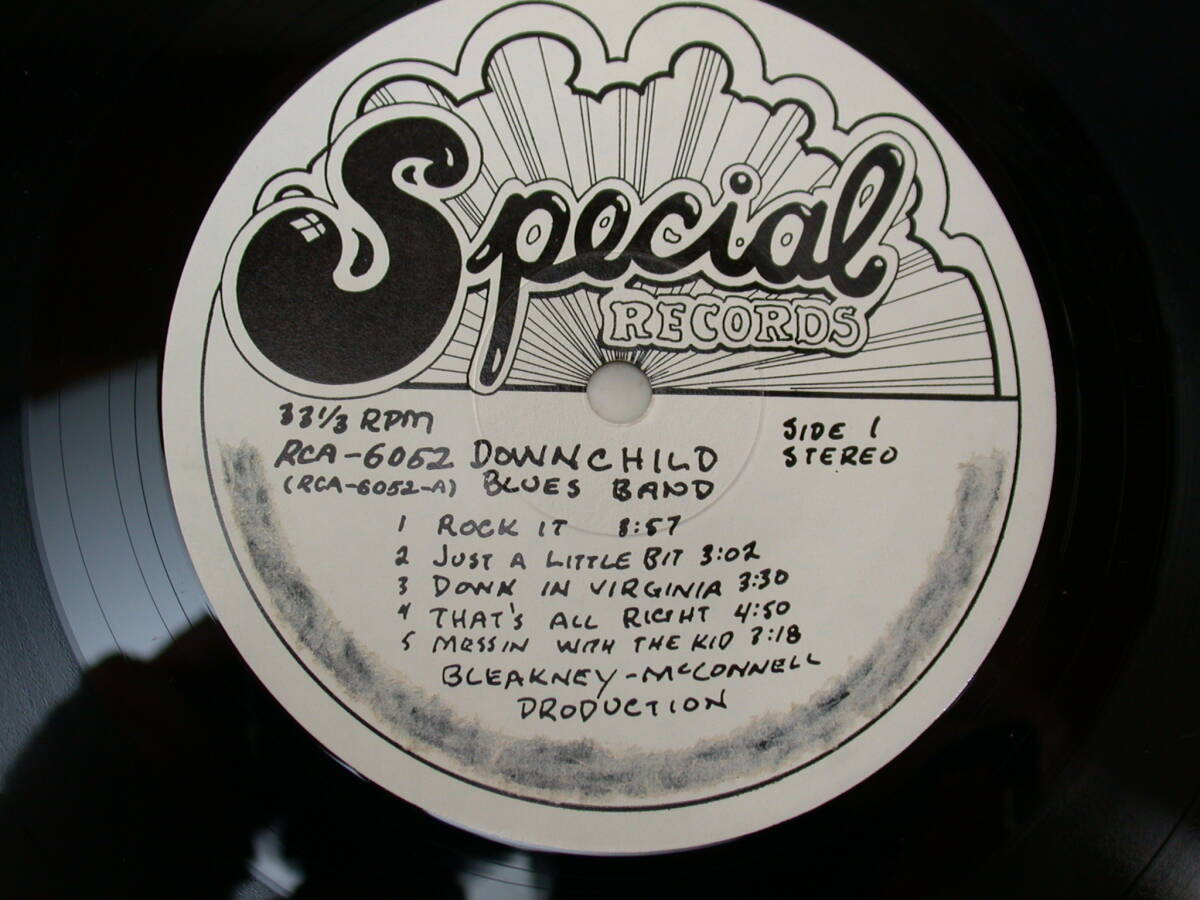 Special
RECORDS
33 1/3 RPM
SIDE 1
RCA-6052 DOWNCHILD
STEREO
(RCA-6052-A) BLUES BAND
1 ROCK IT 3:57
2 JUST A LITTLE BIT 3:02
3 DOWN IN VIRGINIA 3:30
4 THAT'S ALL RIGHT 4:50
5 MESSIN WITH THE KID 3:18
BLEAKNEY-McCONNELL
PRODUCTION